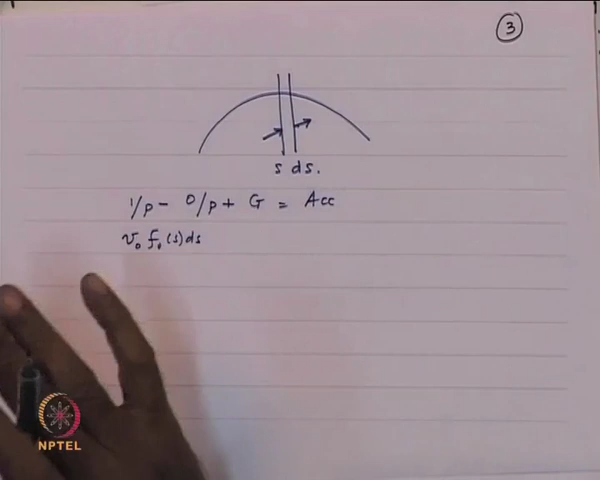 3
s ds.
I/P - O/P + G = Acc
v₀ f₀(s)ds
NPTEL